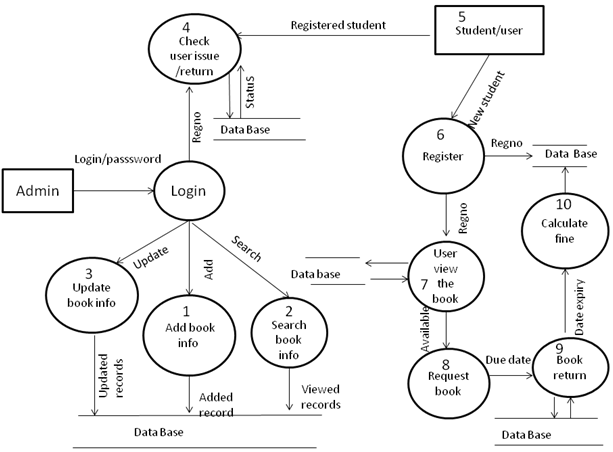 4
Check
user issue
/return
Registered student
5
Student/user
Status
Data Base
Regno
New student
6
Register
Regno
Data Base
Login/passsword
Admin
Login
10
Calculate
fine
Regno
Update
Add
Search
Data base
User
view
7 the
book
3
Update
book info
1
Add book
info
2
Search
book
info
Available
Date expiry
8
Request
book
Due date
9
Book
return
Updated
records
Added
record
Viewed
records
Data Base
Data Base